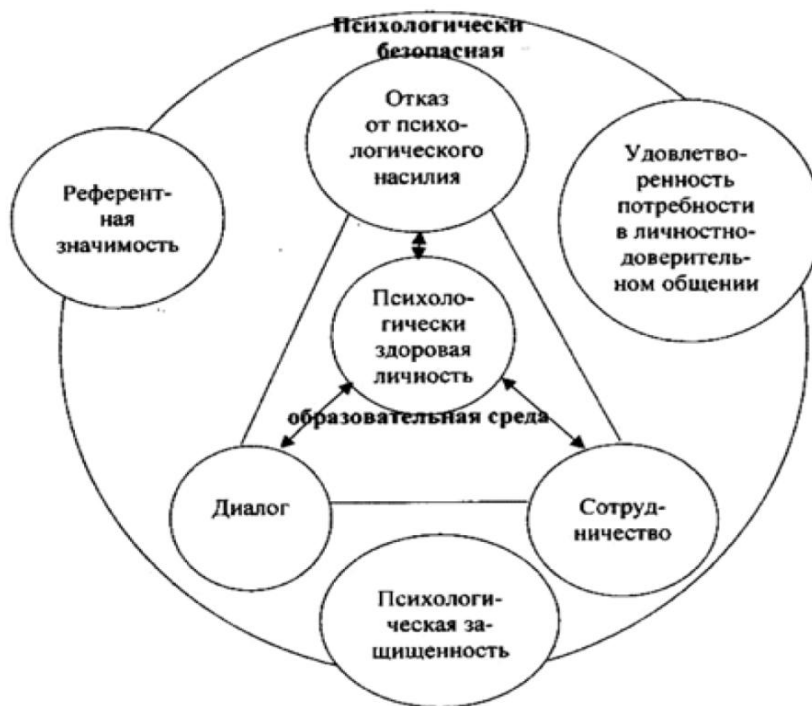 Психологически
безопасная
Отказ
от психо-
логического
насилия
Референт-
ная
значимость
Удовлетво-
ренность
потребности
в личностно-
доверитель-
ном общении
Психоло-
гически
здоровая
личность
образовательная среда
Диалог
Сотруд-
ничество
Психологи-
ческая за-
щищенность